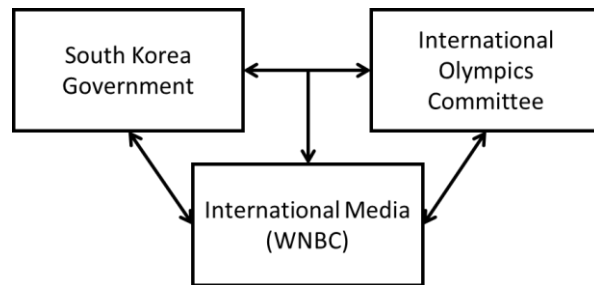 South Korea
Government
International
Olympics
Committee
International Media
(WNBC)